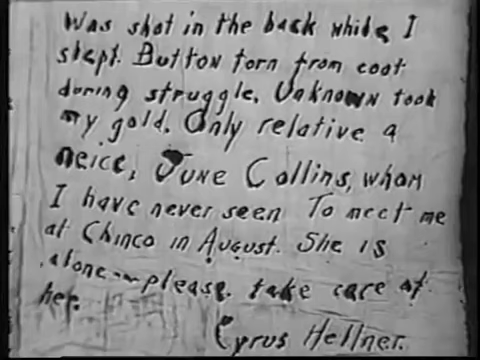 Was shot in the back while I
slept. Button torn from coat
during struggle. Unknown took
my gold. Only relative a
neice, June Collins, whom
I have never seen To meet me
at Chinco in August. She is
alone — please take care of
her.
Cyrus Hellner.